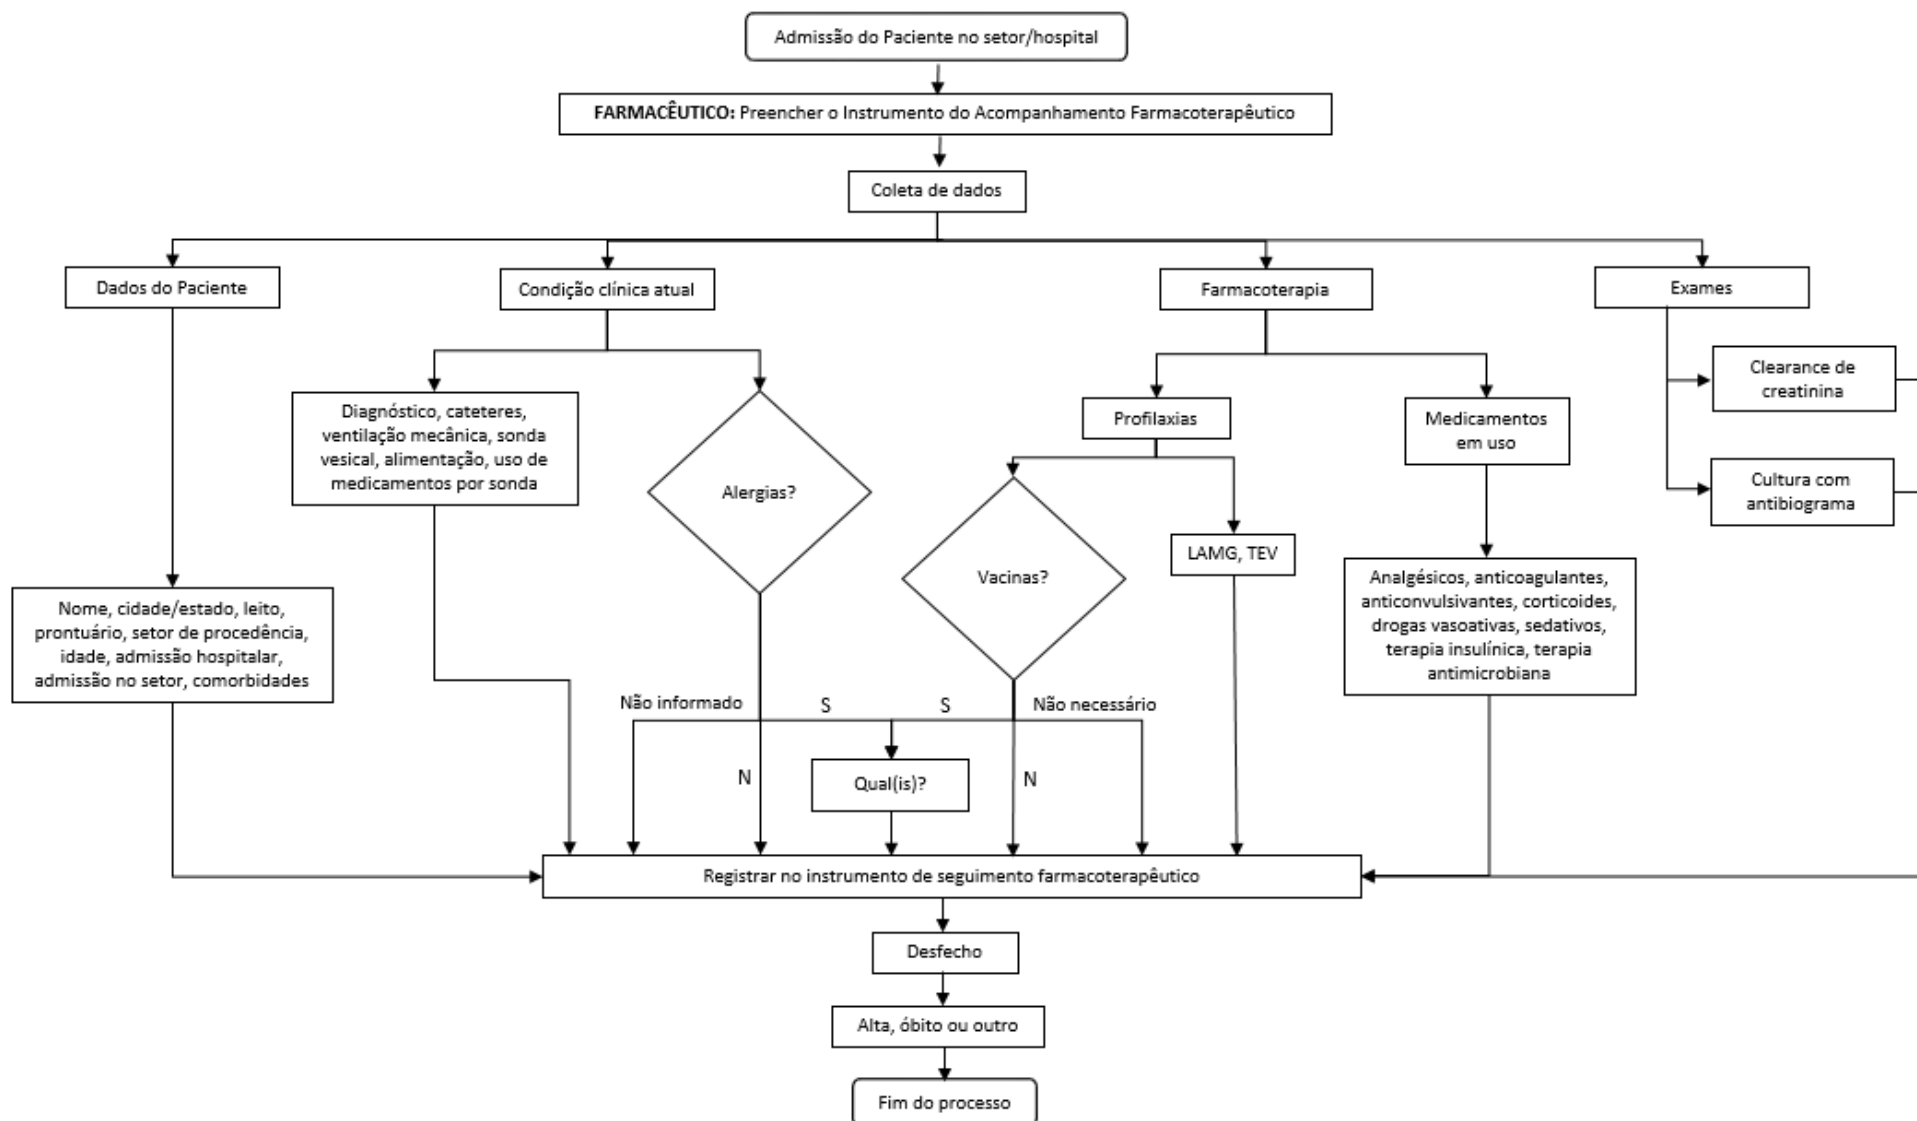 Admissão do Paciente no setor/hospital
FARMACÊUTICO: Preencher o Instrumento do Acompanhamento Farmacoterapêutico
Coleta de dados
Dados do Paciente
Condição clínica atual
Farmacoterapia
Exames
Clearance de
creatinina
Cultura com
antibiograma
Diagnóstico, cateteres,
ventilação mecânica, sonda
vesical, alimentação, uso de
medicamentos por sonda
Alergias?
Profilaxias
Medicamentos
em uso
Vacinas?
LAMG, TEV
Analgésicos, anticoagulantes,
anticonvulsivantes, corticoides,
drogas vasoativas, sedativos,
terapia insulínica, terapia
antimicrobiana
Nome, cidade/estado, leito,
prontuário, setor de procedência,
idade, admissão hospitalar,
admissão no setor, comorbidades
Não informado
S
S
Não necessário
N
Qual(is)?
N
Registrar no instrumento de seguimento farmacoterapêutico
Desfecho
Alta, óbito ou outro
Fim do processo